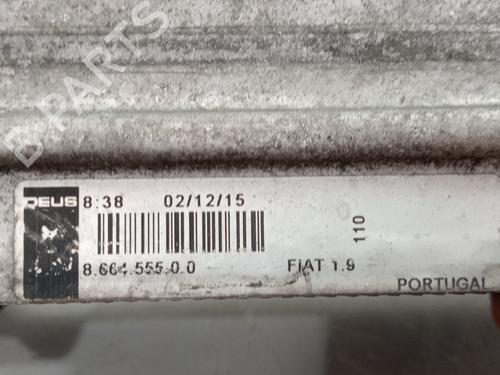 B-PARTS
DEUS 8:38 02/12/15
8.664.555.0.0 FIAT 1.9
110
PORTUGAL